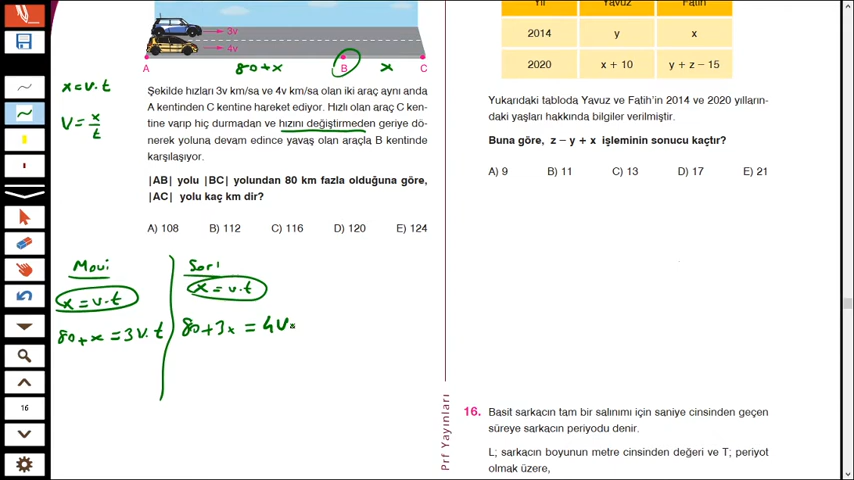 3v
4v
A
80+x
B
x
C
Şekilde hızları 3v km/sa ve 4v km/sa olan iki araç aynı anda
A kentinden C kentine hareket ediyor. Hızlı olan araç C ken-
tine varıp hiç durmadan ve hızını değiştirmeden geriye dö-
nerek yoluna devam edince yavaş olan araçla B kentinde
karşılaşıyor.
|AB| yolu |BC| yolundan 80 km fazla olduğuna göre,
|AC| yolu kaç km dir?
A) 108 B) 112 C) 116 D) 120 E) 124
x=v.t
V=x/t
Mavi
x=v.t
80+x=3v.t
Sarı
x=v.t
80+3x=4v.
Yıl Yavuz Fatih
2014 y x
2020 x + 10 y + z – 15
Yukarıdaki tabloda Yavuz ve Fatih'in 2014 ve 2020 yılların-
daki yaşları hakkında bilgiler verilmiştir.
Buna göre, z – y + x işleminin sonucu kaçtır?
A) 9 B) 11 C) 13 D) 17 E) 21
Prf Yayınları
16. Basit sarkacın tam bir salınımı için saniye cinsinden geçen
süreye sarkacın periyodu denir.
L; sarkacın boyunun metre cinsinden değeri ve T; periyot
olmak üzere,
16